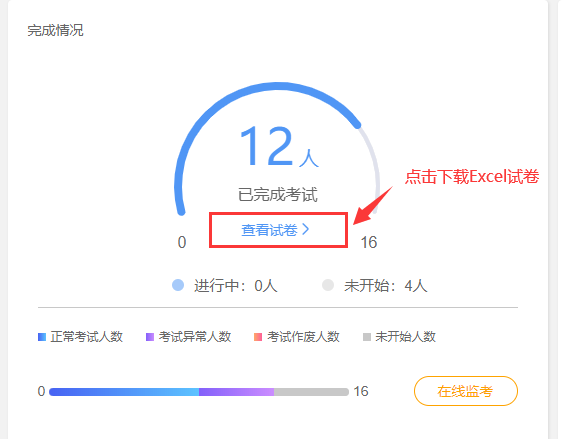 完成情况
12人
已完成考试
点击下载Excel试卷
查看试卷
0 16
进行中：0人 未开始：4人
正常考试人数 考试异常人数 考试作废人数 未开始人数
0 16 在线监考